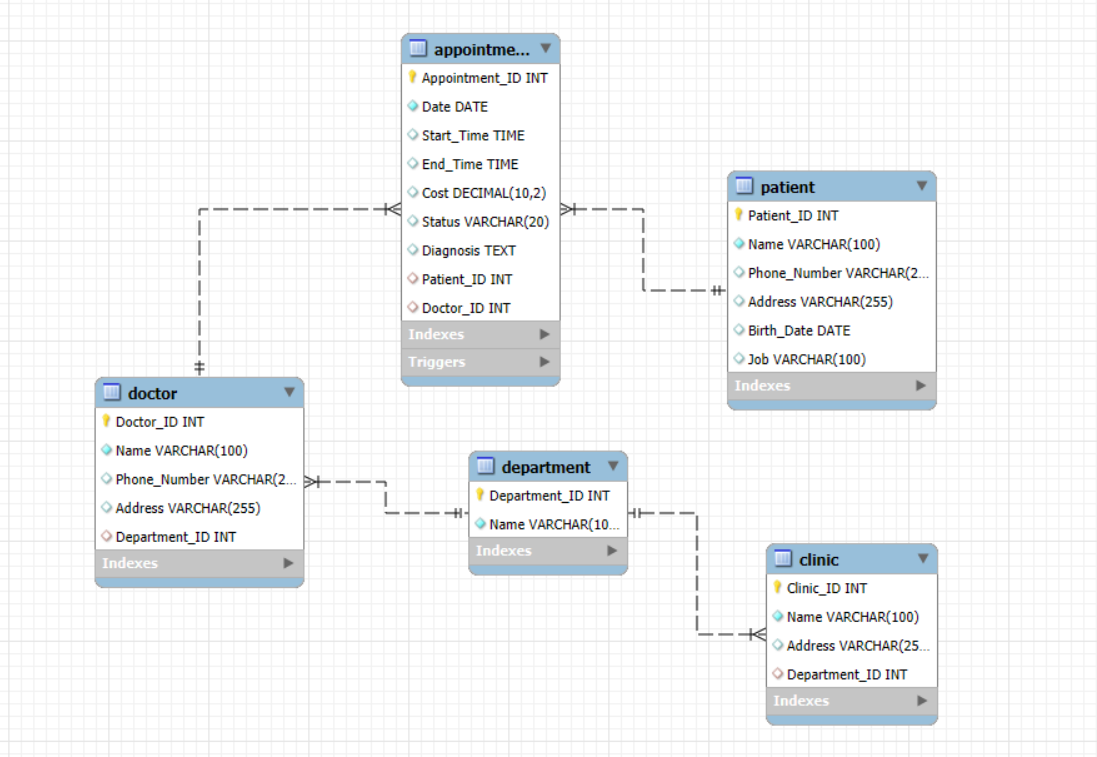 appointme...
Appointment_ID INT
Date DATE
Start_Time TIME
End_Time TIME
Cost DECIMAL(10,2)
Status VARCHAR(20)
Diagnosis TEXT
Patient_ID INT
Doctor_ID INT
Indexes
Triggers
patient
Patient_ID INT
Name VARCHAR(100)
Phone_Number VARCHAR(2...
Address VARCHAR(255)
Birth_Date DATE
Job VARCHAR(100)
Indexes
doctor
Doctor_ID INT
Name VARCHAR(100)
Phone_Number VARCHAR(2...
Address VARCHAR(255)
Department_ID INT
Indexes
department
Department_ID INT
Name VARCHAR(10...
Indexes
clinic
Clinic_ID INT
Name VARCHAR(100)
Address VARCHAR(25...
Department_ID INT
Indexes